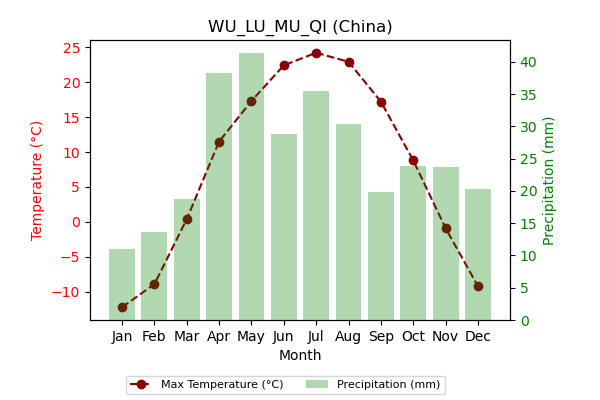 WU_LU_MU_QI (China)
25
20
15
10
5
0
−5
−10
Temperature (°C)
40
35
30
25
20
15
10
5
0
Precipitation (mm)
Jan Feb Mar Apr May Jun Jul Aug Sep Oct Nov Dec
Month
Max Temperature (°C) Precipitation (mm)